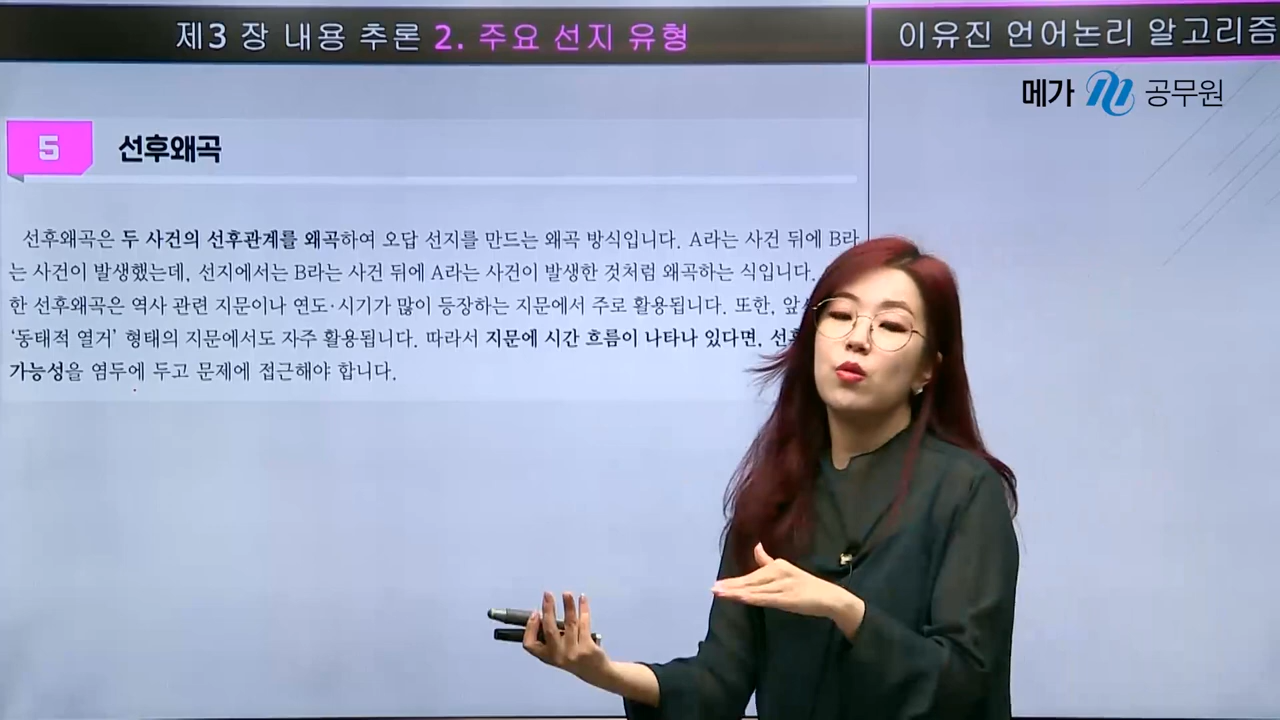 제3 장 내용 추론 2. 주요 선지 유형
이유진 언어논리 알고리즘
메가 공무원
5 선후왜곡
선후왜곡은 두 사건의 선후관계를 왜곡하여 오답 선지를 만드는 왜곡 방식입니다. A라는 사건 뒤에 B라
는 사건이 발생했는데, 선지에서는 B라는 사건 뒤에 A라는 사건이 발생한 것처럼 왜곡하는 식입니다.
한 선후왜곡은 역사 관련 지문이나 연도·시기가 많이 등장하는 지문에서 주로 활용됩니다. 또한,
‘동태적 열거’ 형태의 지문에서도 자주 활용됩니다. 따라서 지문에 시간 흐름이 나타나 있다면,
가능성을 염두에 두고 문제에 접근해야 합니다.